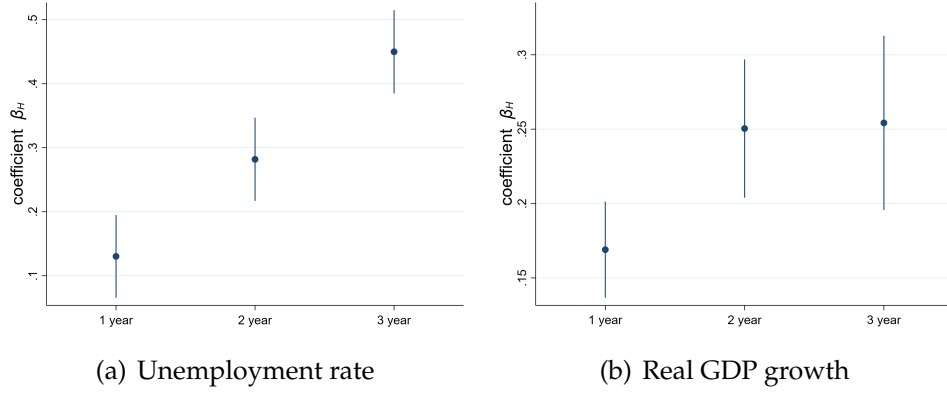 coefficient β_H
.5
.4
.3
.2
.1
1 year
2 year
3 year
(a) Unemployment rate
coefficient β_H
.3
.25
.2
.15
1 year
2 year
3 year
(b) Real GDP growth